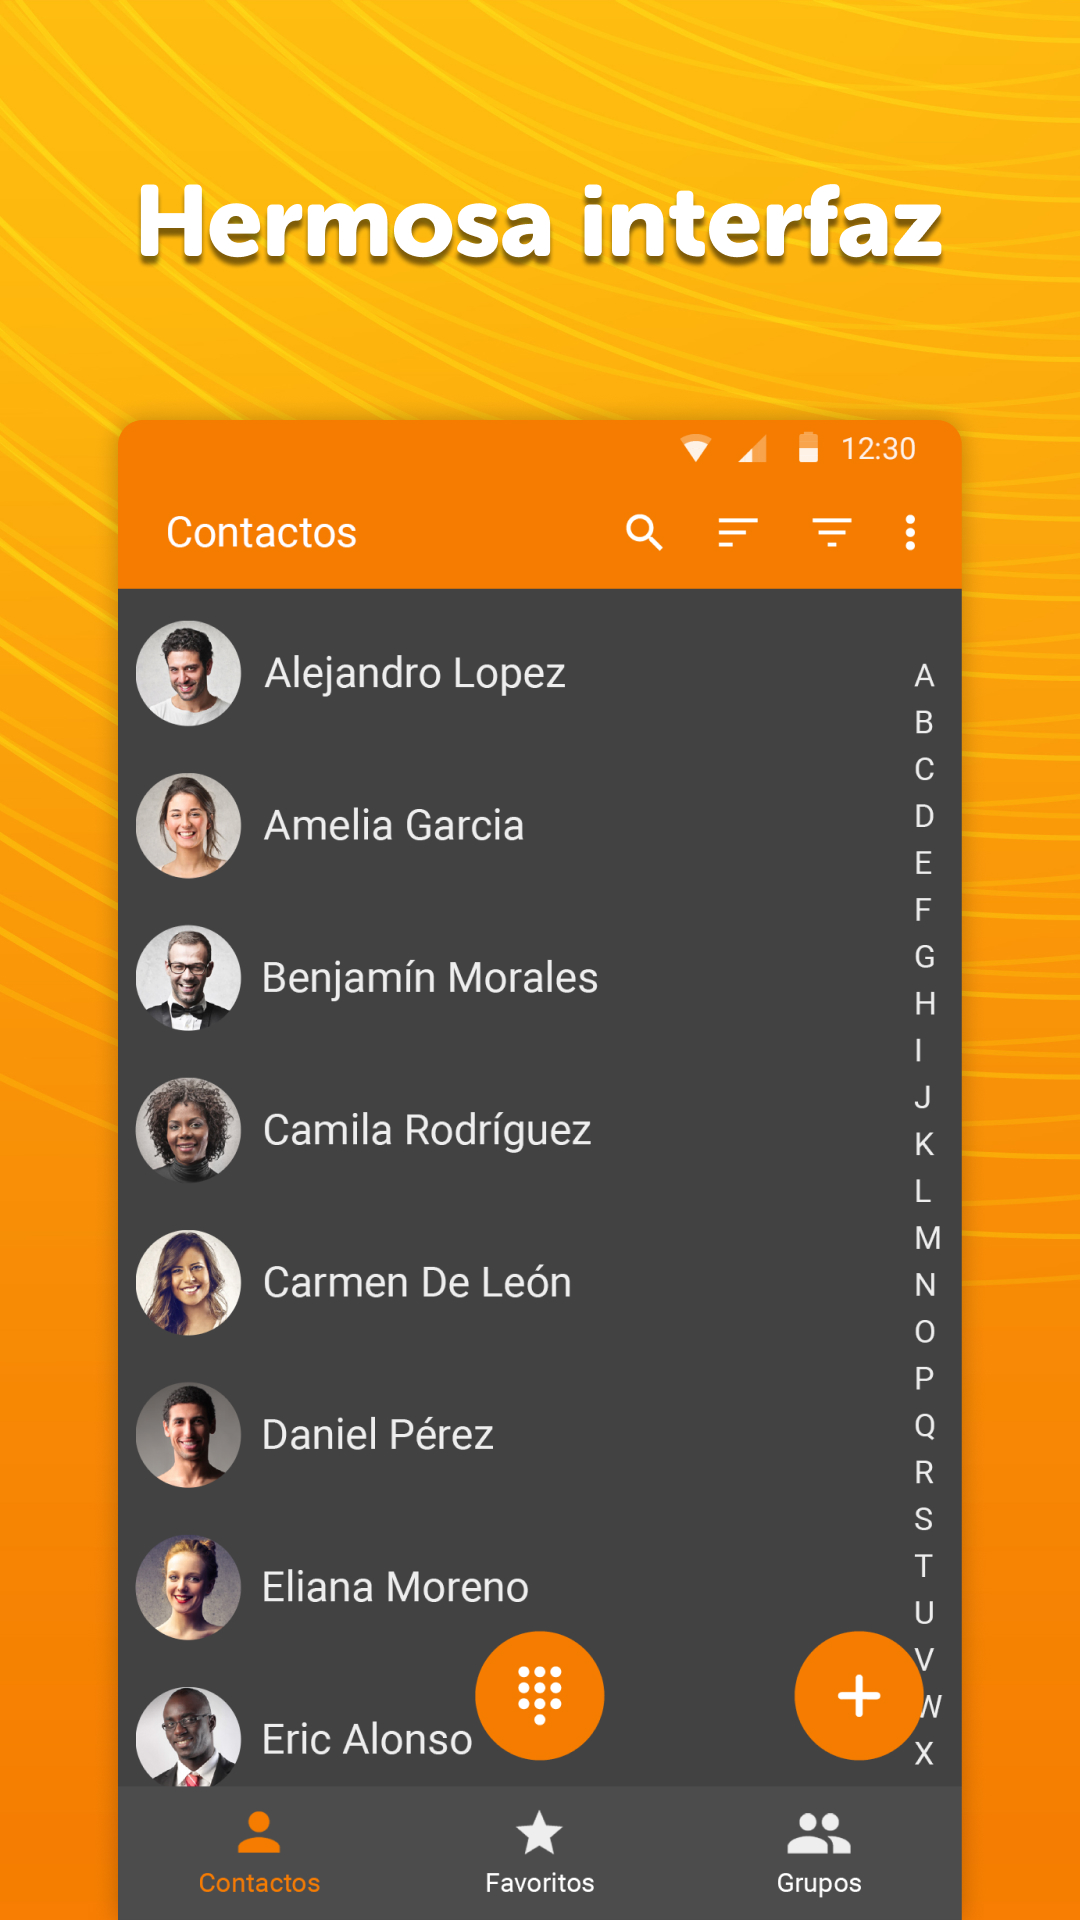 Hermosa interfaz
12:30
Contactos
Alejandro Lopez
Amelia Garcia
Benjamín Morales
Camila Rodríguez
Carmen De León
Daniel Pérez
Eliana Moreno
Eric Alonso
A
B
C
D
E
F
G
H
I
J
K
L
M
N
O
P
Q
R
S
T
U
V
W
X
Contactos
Favoritos
Grupos